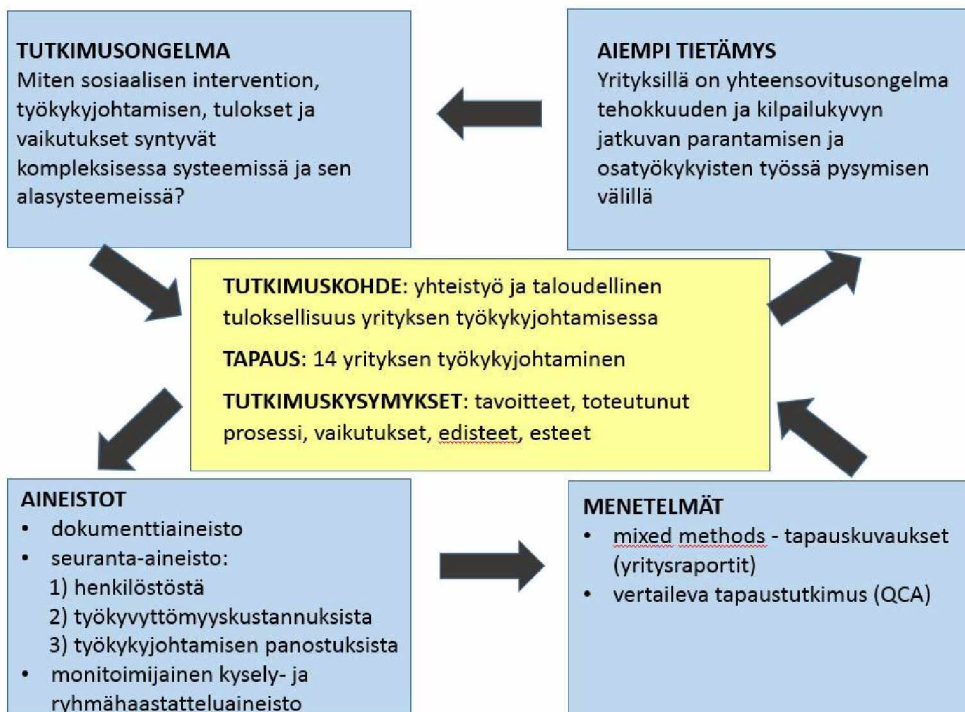 TUTKIMUSONGELMA
Miten sosiaalisen intervention,
työkykyjohtamisen, tulokset ja
vaikutukset syntyvät
kompleksisessa systeemissä ja sen
alasysteemeissä?
AIEMPI TIETÄMYS
Yrityksillä on yhteensovitusongelma
tehokkuuden ja kilpailukyvyn
jatkuvan parantamisen ja
osatyökykyisten työssä pysymisen
välillä
TUTKIMUSKOHDE: yhteistyö ja taloudellinen
tuloksellisuus yrityksen työkykyjohtamisessa
TAPAUS: 14 yrityksen työkykyjohtaminen
TUTKIMUSKYSYMYKSET: tavoitteet, toteutunut
prosessi, vaikutukset, edisteet, esteet
AINEISTOT
• dokumenttiaineisto
• seuranta-aineisto:
1) henkilöstöstä
2) työkyvyttömyyskustannuksista
3) työkykyjohtamisen panostuksista
• monitoimijainen kysely- ja
ryhmähaastatteluaineisto
MENETELMÄT
• mixed methods - tapauskuvaukset
(yritysraportit)
• vertaileva tapaustutkimus (QCA)